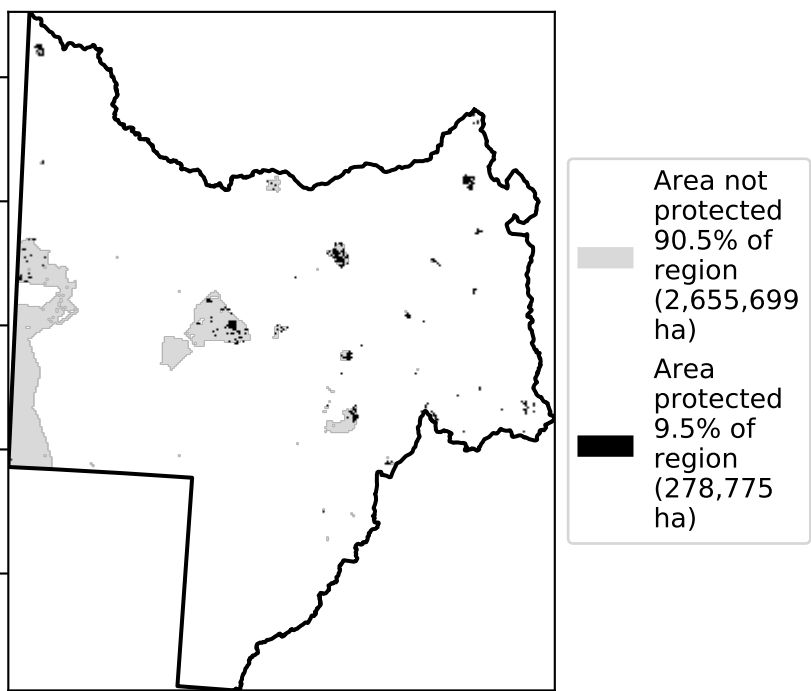 Area not
protected
90.5% of
region
(2,655,699
ha)
Area
protected
9.5% of
region
(278,775
ha)